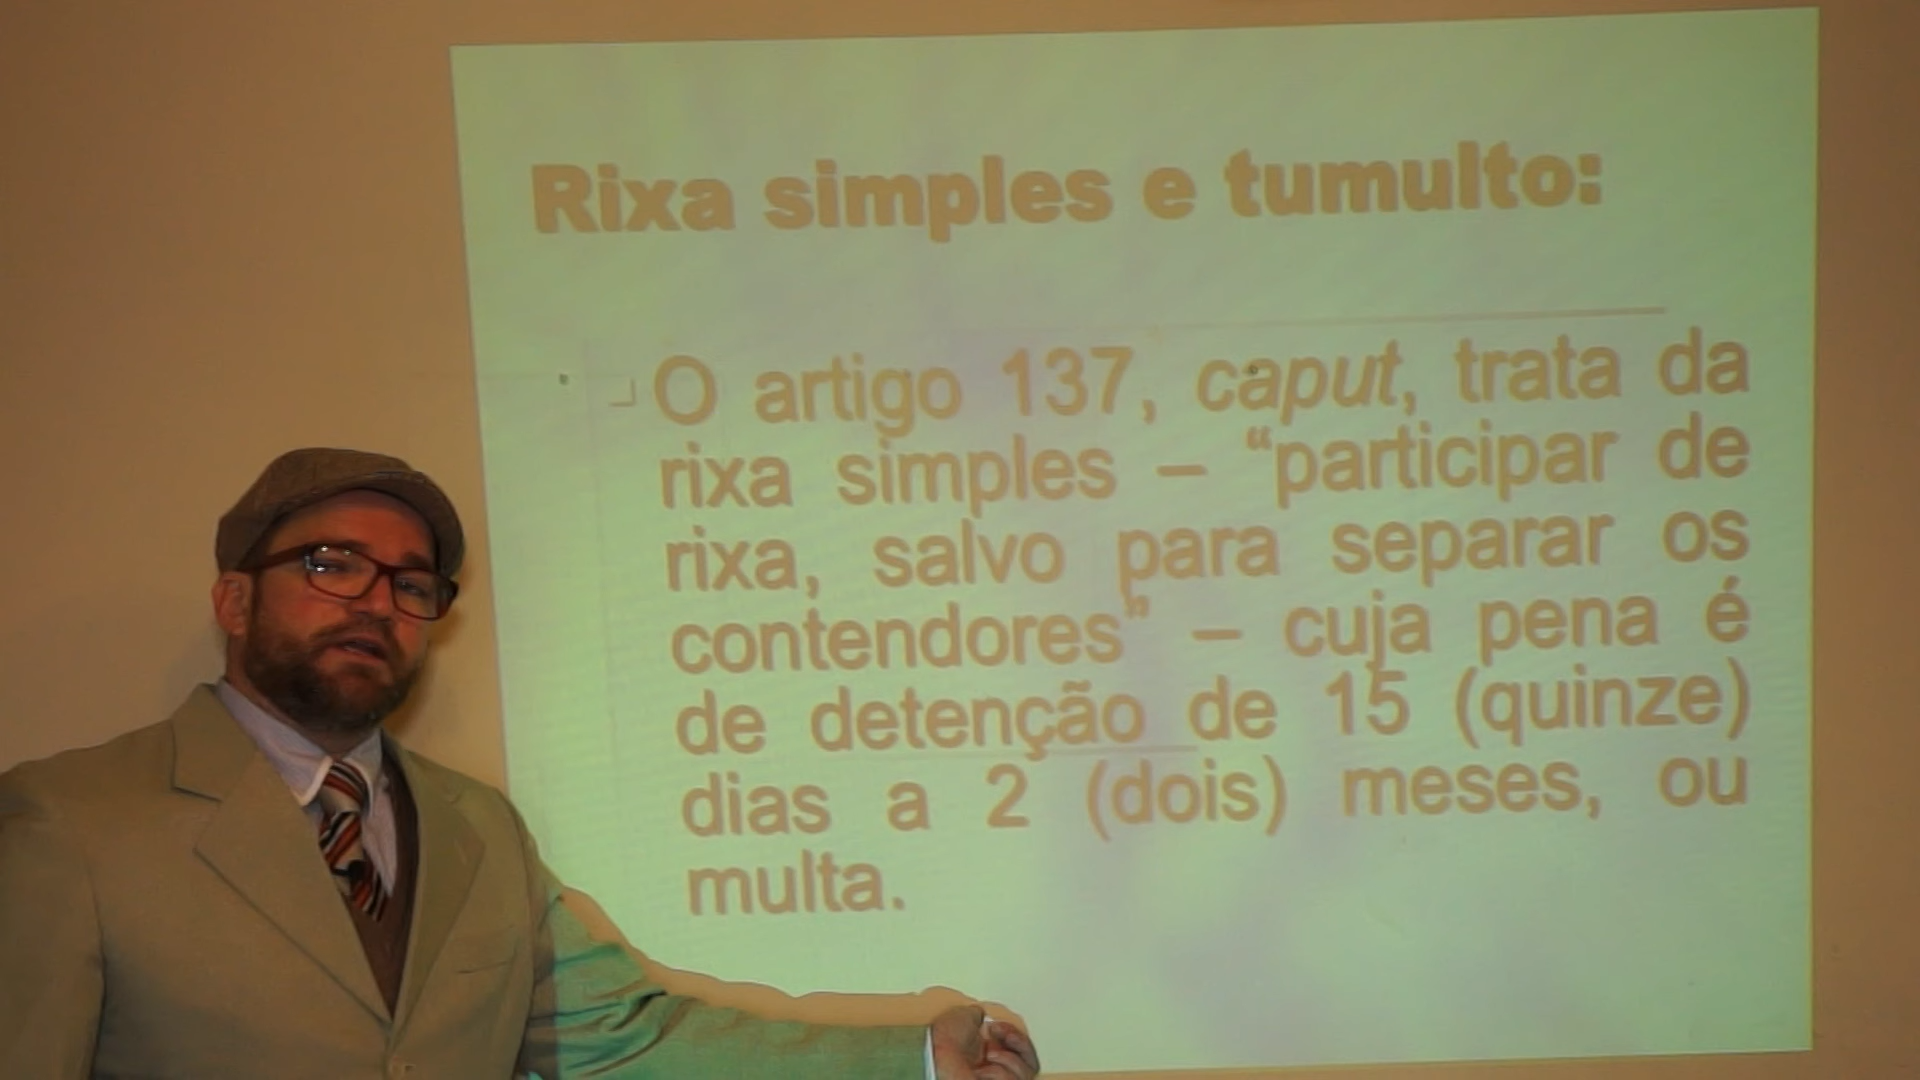 Rixa simples e tumulto:
O artigo 137, caput, trata da
rixa simples – “participar de
rixa, salvo para separar os
contendores” – cuja pena é
de detenção de 15 (quinze)
dias a 2 (dois) meses, ou
multa.